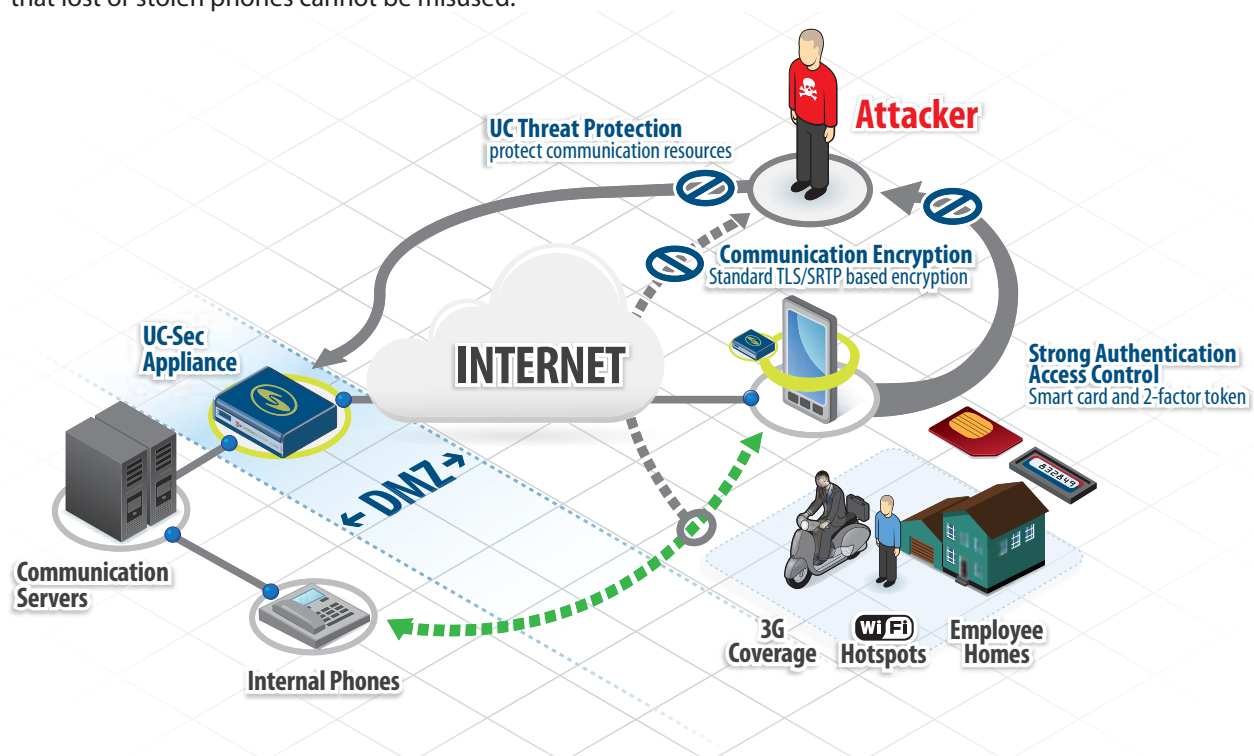 that lost or stolen phones cannot be misused.
Attacker
UC Threat Protection
protect communication resources
Communication Encryption
Standard TLS/SRTP based encryption
UC-Sec
Appliance
INTERNET
Strong Authentication
Access Control
Smart card and 2-factor token
832849
DMZ
Communication
Servers
Internal Phones
3G
Coverage
WiFi
Hotspots
Employee
Homes